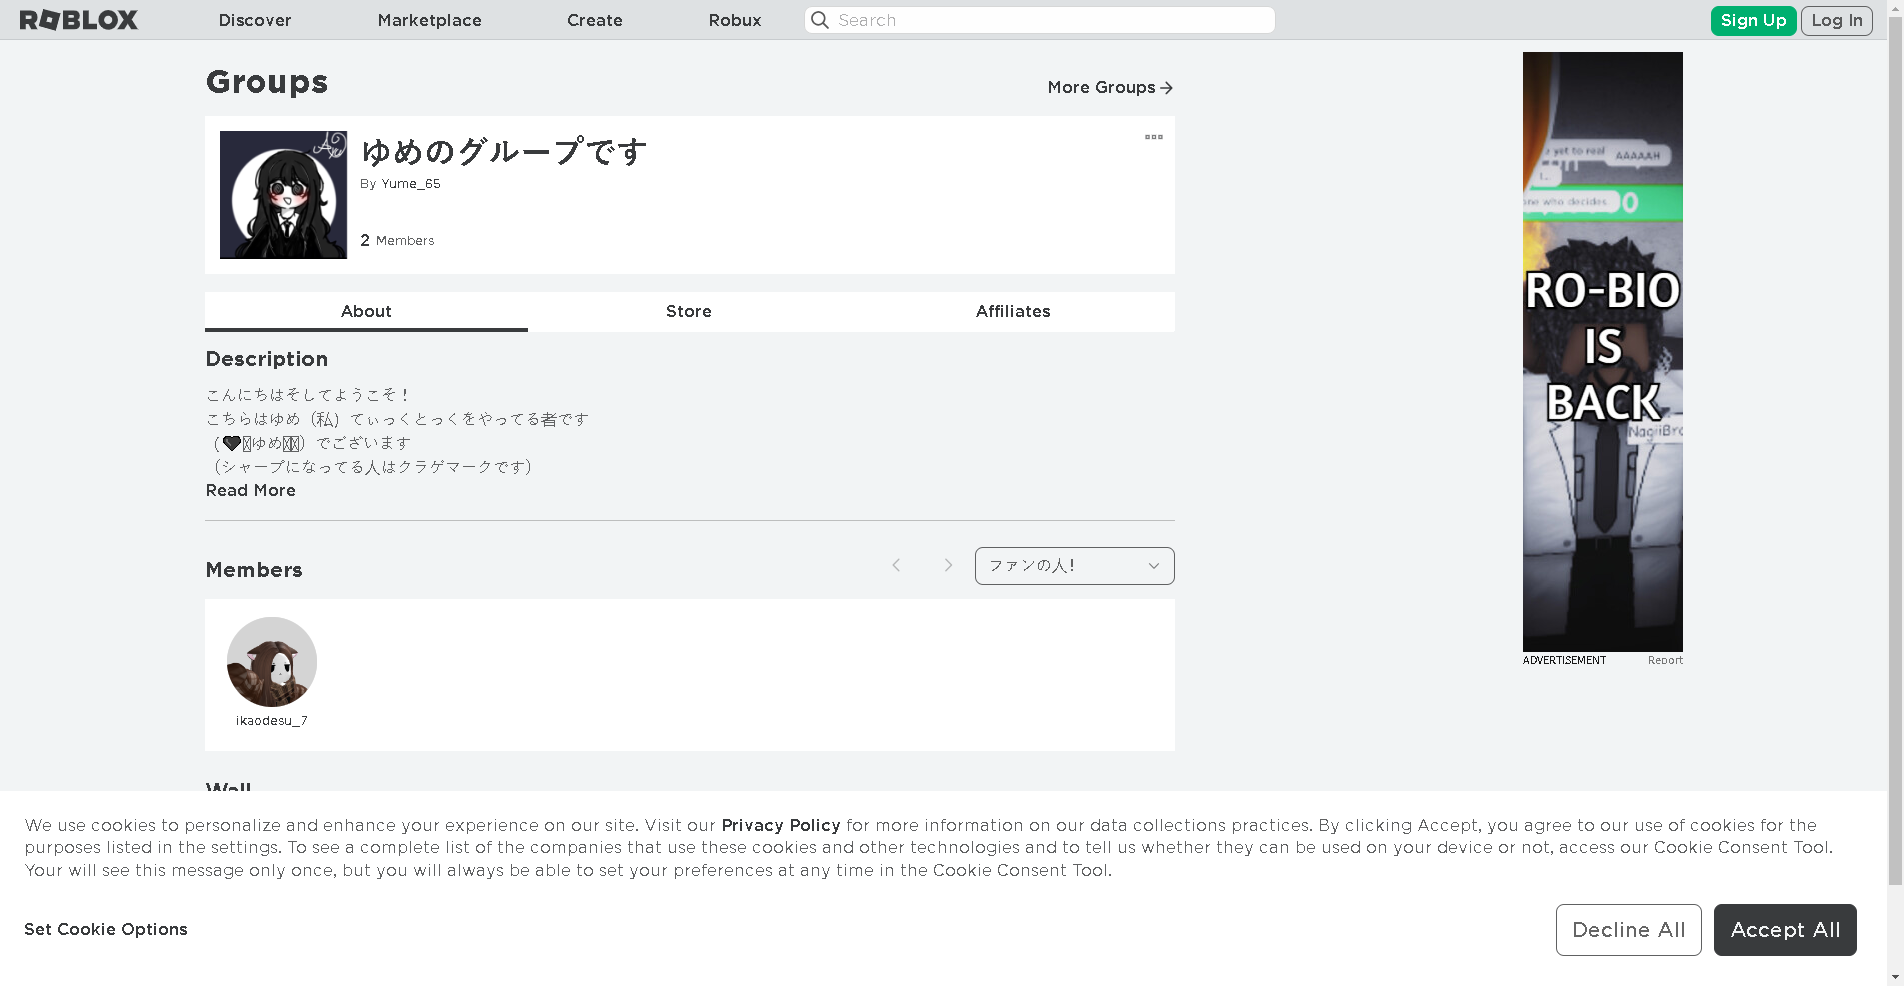 ROBLOX
Discover
Marketplace
Create
Robux
Search
Sign Up
Log In
Groups
More Groups
ゆめのグループです
By Yume_65
2 Members
About
Store
Affiliates
Description
こんにちはそしてようこそ！
こちらはゆめ（私）てぃっくとっくをやってる者です
（🖤ゆめ）でございます
（シャープになってる人はクラゲマークです）
Read More
Members
ファンの人！
ikaodesu_7
Wall
yet to real
AAAAAH
one who decides..
0
RO-BIO
IS
BACK
NagiiBro
ADVERTISEMENT
Report
We use cookies to personalize and enhance your experience on our site. Visit our Privacy Policy for more information on our data collections practices. By clicking Accept, you agree to our use of cookies for the
purposes listed in the settings. To see a complete list of the companies that use these cookies and other technologies and to tell us whether they can be used on your device or not, access our Cookie Consent Tool.
Your will see this message only once, but you will always be able to set your preferences at any time in the Cookie Consent Tool.
Set Cookie Options
Decline All
Accept All